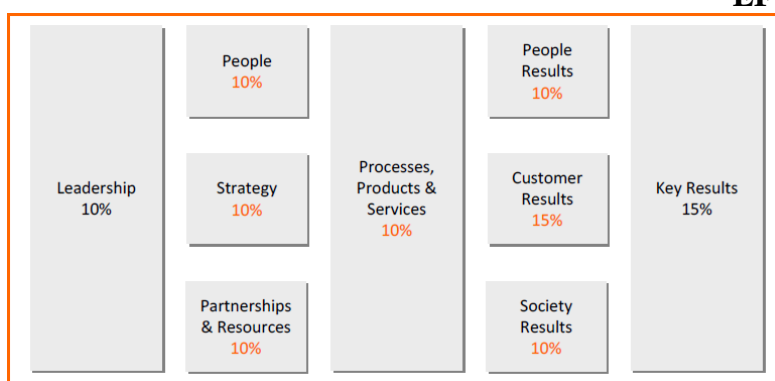 Leadership
10%
People
10%
Strategy
10%
Partnerships
& Resources
10%
Processes,
Products &
Services
10%
People
Results
10%
Customer
Results
15%
Society
Results
10%
Key Results
15%